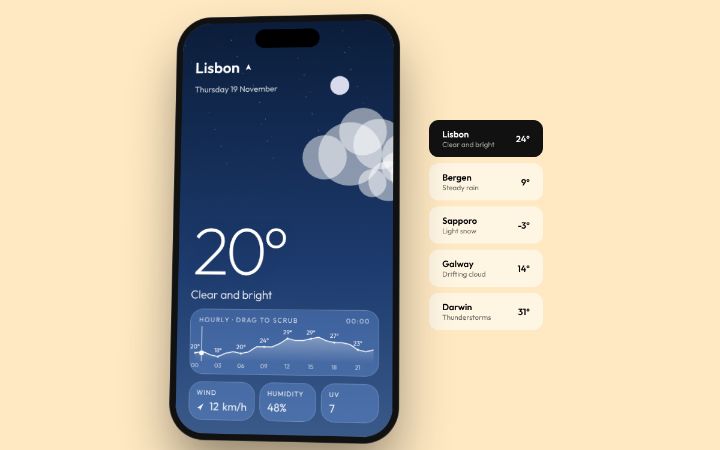 Lisbon
Thursday 19 November
20°
Clear and bright
HOURLY · DRAG TO SCRUB 00:00
20° 18° 20° 24° 29° 29° 27° 23°
00 03 06 09 12 15 18 21
WIND
12 km/h
HUMIDITY
48%
UV
7
Lisbon 24°
Clear and bright
Bergen 9°
Steady rain
Sapporo -3°
Light snow
Galway 14°
Drifting cloud
Darwin 31°
Thunderstorms